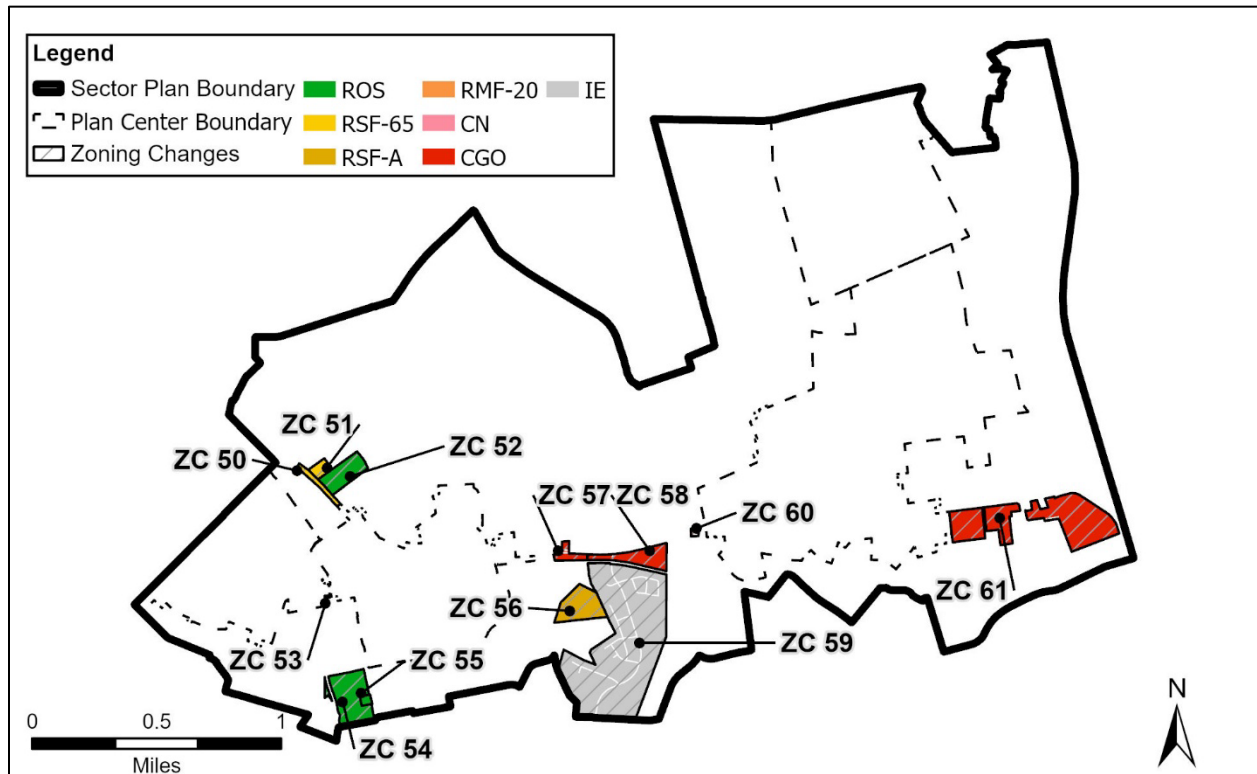 Legend
Sector Plan Boundary ROS RMF-20 IE
Plan Center Boundary RSF-65 CN
Zoning Changes RSF-A CGO
ZC 51
ZC 50 ZC 52
ZC 57 ZC 58 ZC 60
ZC 56 ZC 61
ZC 53 ZC 55 ZC 59
ZC 54
0 0.5 1
Miles
N